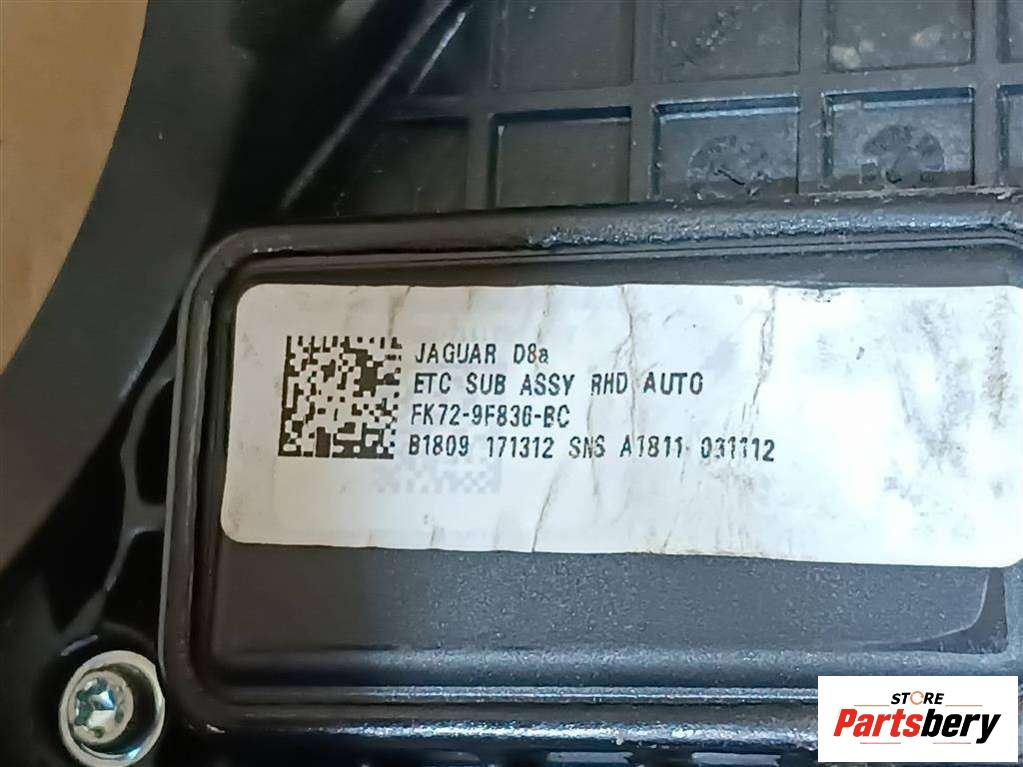 JAGUAR D8a
ETC SUB ASSY RHD AUTO
FK72-9F836-BC
B1809 171312 SNS A1811 031112
STORE
Partsbery